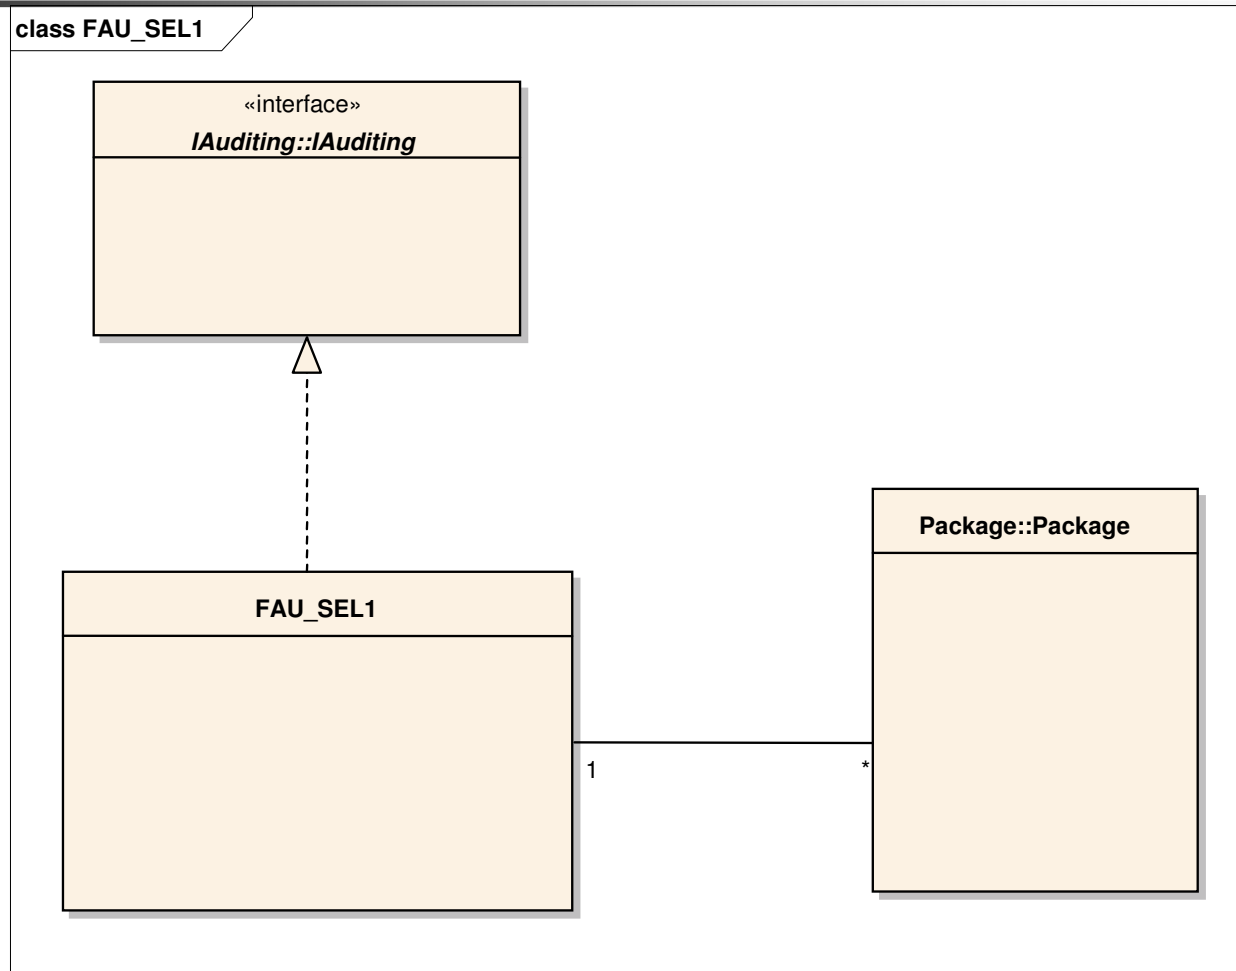 class FAU_SEL1
«interface»
IAuditing::IAuditing
Package::Package
FAU_SEL1
1
*